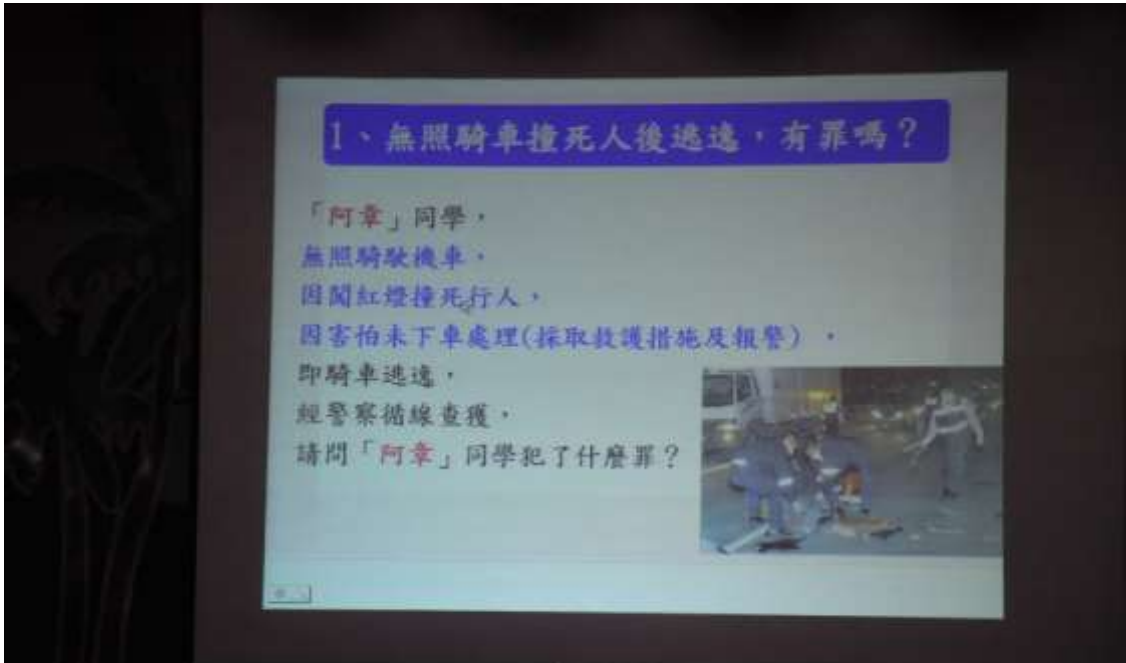 1、無照騎車撞死人後逃逸，有罪嗎？
「阿章」同學，
無照騎駛機車，
因闖紅燈撞死行人，
因害怕未下車處理(採取救護措施及報警)，
即騎車逃逸，
經警察循線查獲，
請問「阿章」同學犯了什麼罪？